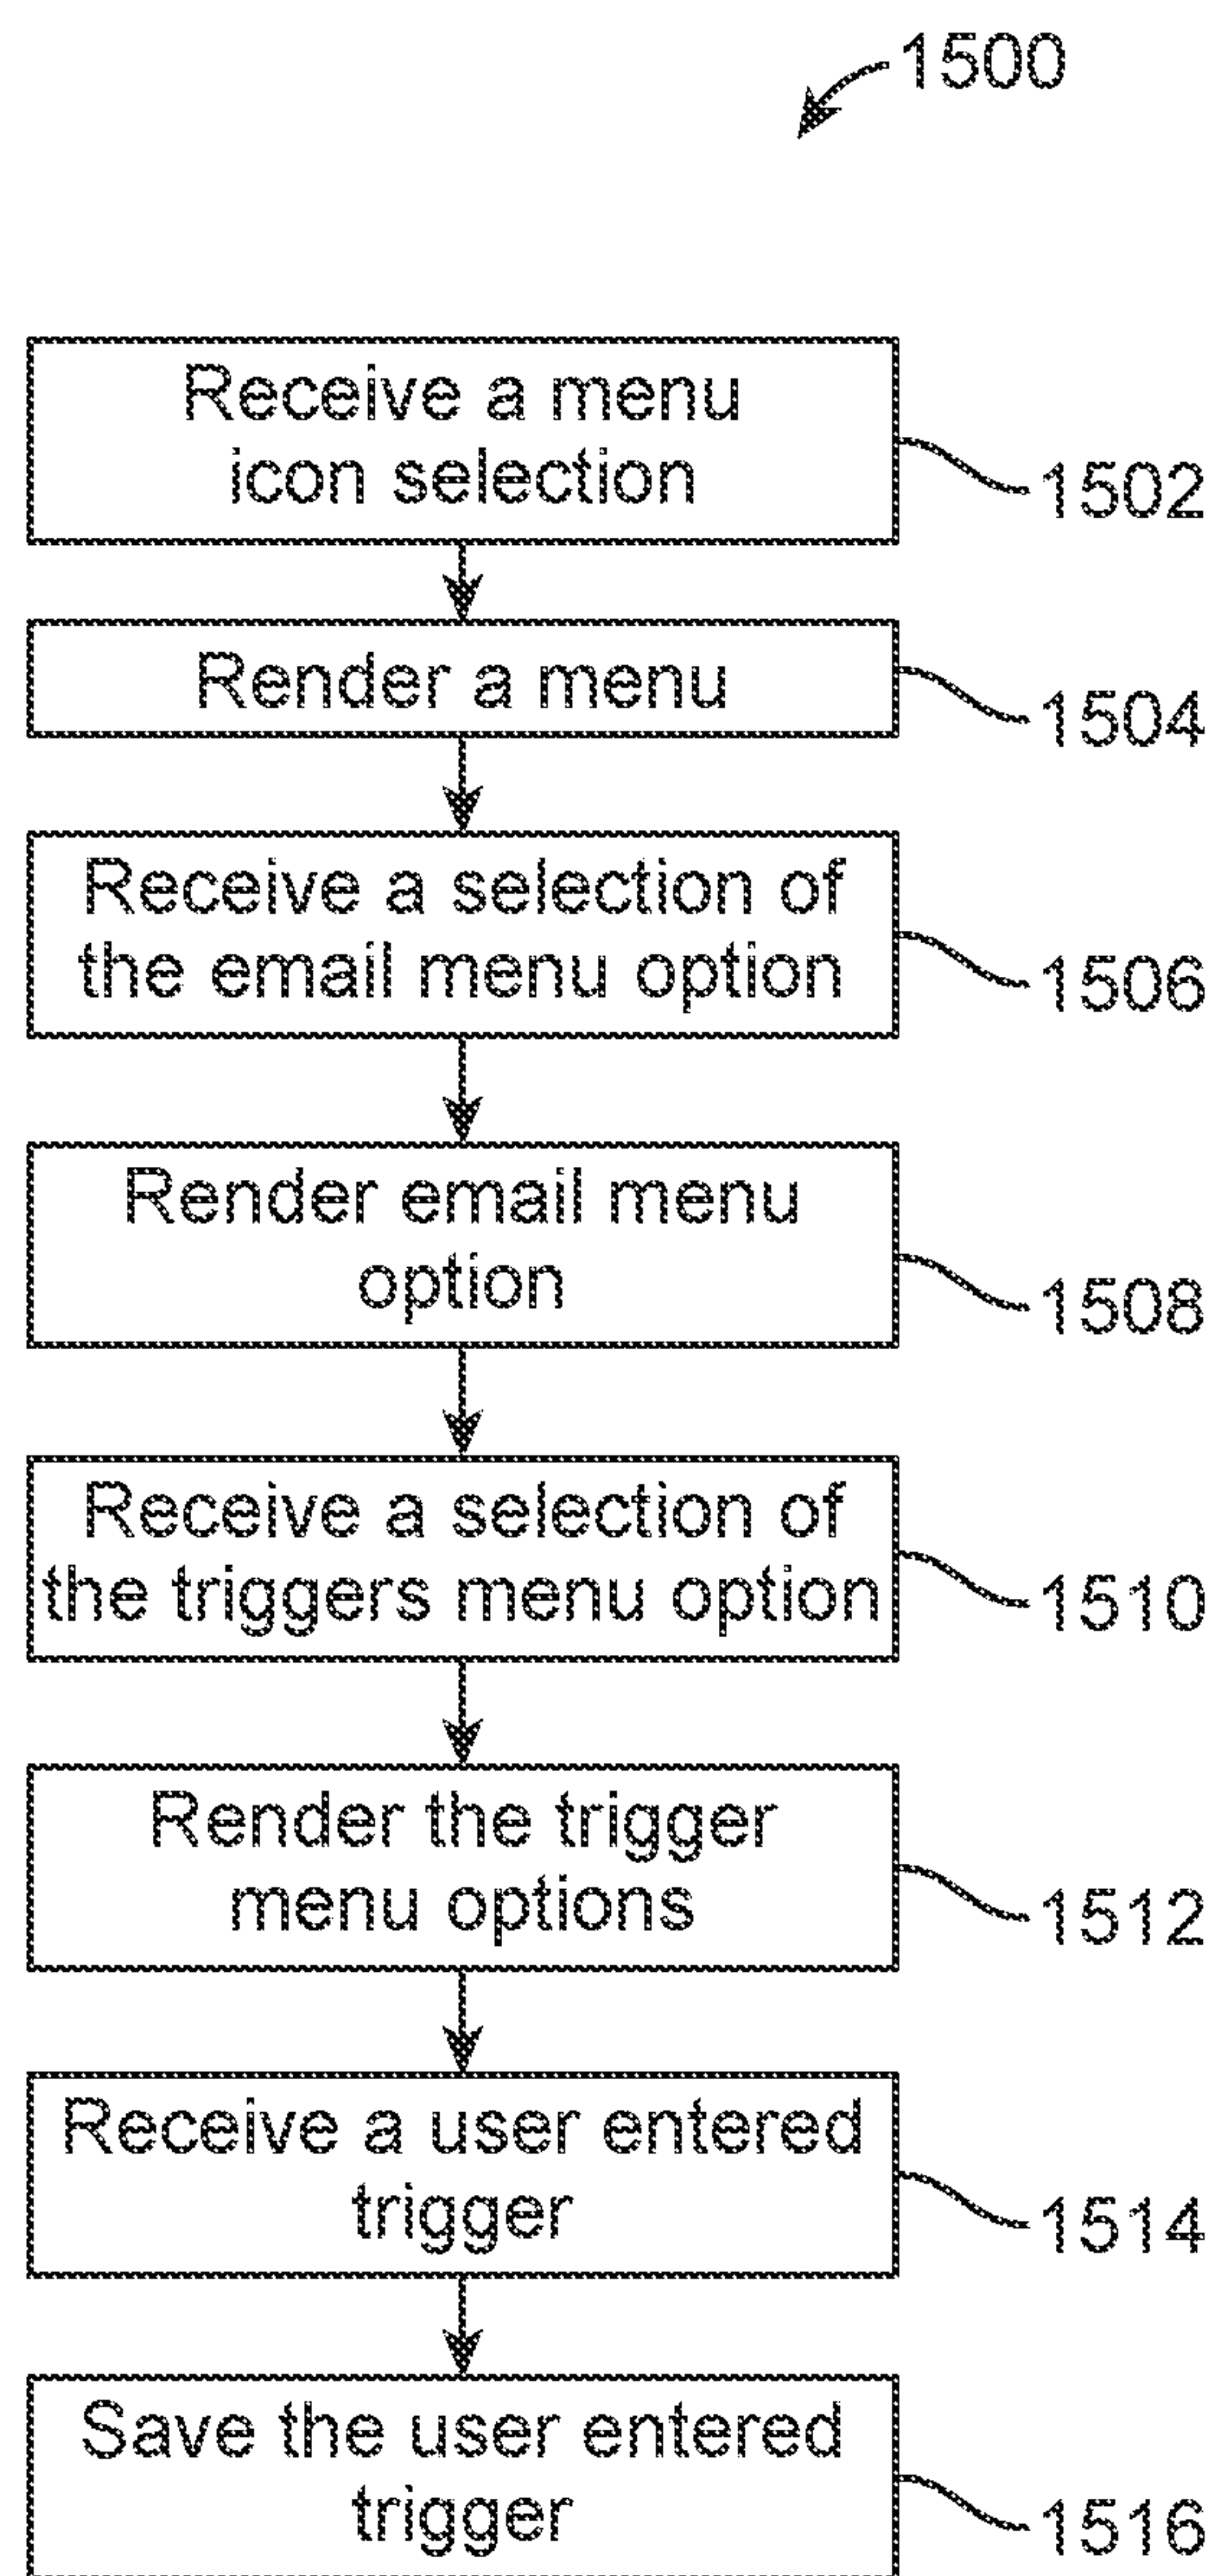 1500
Receive a menu
icon selection
1502
Render a menu
1504
Receive a selection of
the email menu option
1506
Render email menu
option
1508
Receive a selection of
the triggers menu option
1510
Render the trigger
menu options
1512
Receive a user entered
trigger
1514
Save the user entered
trigger
1516